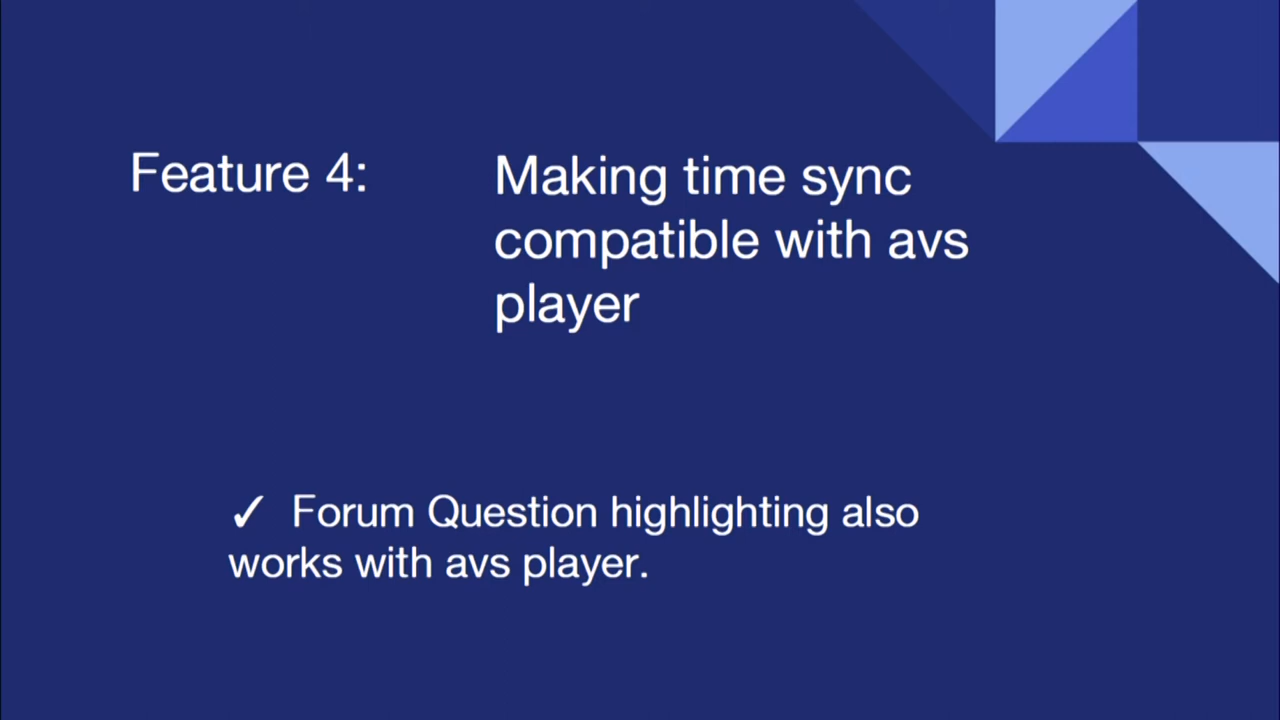 Feature 4:
Making time sync
compatible with avs
player
✓ Forum Question highlighting also
works with avs player.